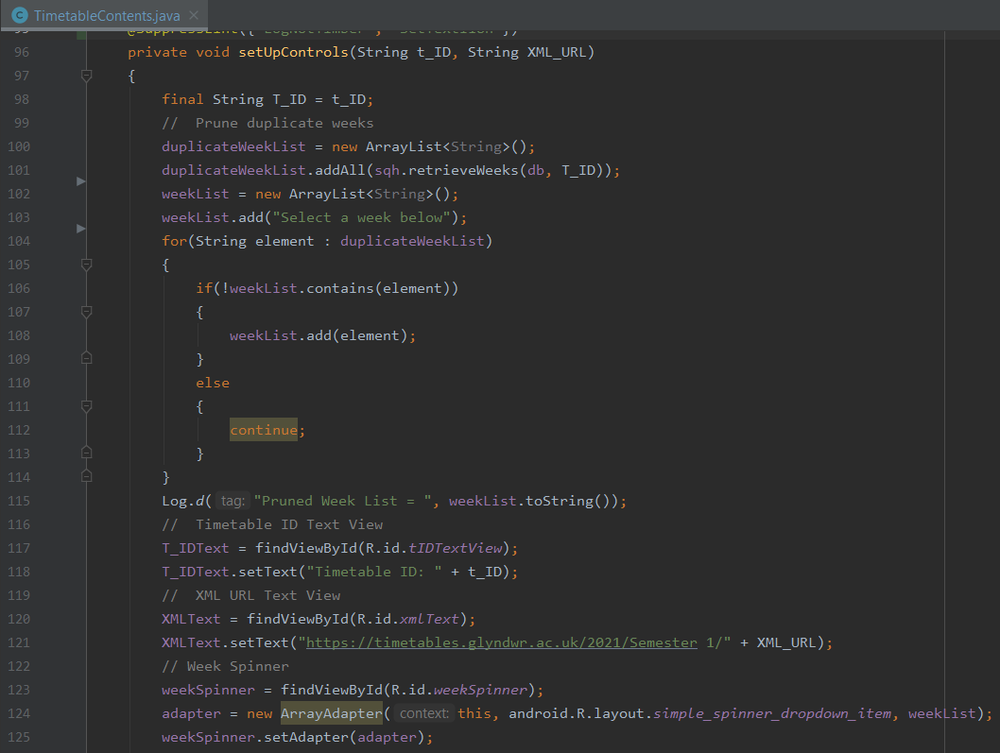 TimetableContents.java
96 private void setUpControls(String t_ID, String XML_URL)
97 {
98 final String T_ID = t_ID;
99 // Prune duplicate weeks
100 duplicateWeekList = new ArrayList<String>();
101 duplicateWeekList.addAll(sqh.retrieveWeeks(db, T_ID));
102 weekList = new ArrayList<String>();
103 weekList.add("Select a week below");
104 for(String element : duplicateWeekList)
105 {
106 if(!weekList.contains(element))
107 {
108 weekList.add(element);
109 }
110 else
111 {
112 continue;
113 }
114 }
115 Log.d( tag: "Pruned Week List = ", weekList.toString());
116 // Timetable ID Text View
117 T_IDText = findViewById(R.id.tIDTextView);
118 T_IDText.setText("Timetable ID: " + t_ID);
119 // XML URL Text View
120 XMLText = findViewById(R.id.xmlText);
121 XMLText.setText("https://timetables.glyndwr.ac.uk/2021/Semester 1/" + XML_URL);
122 // Week Spinner
123 weekSpinner = findViewById(R.id.weekSpinner);
124 adapter = new ArrayAdapter( context: this, android.R.layout.simple_spinner_dropdown_item, weekList);
125 weekSpinner.setAdapter(adapter);